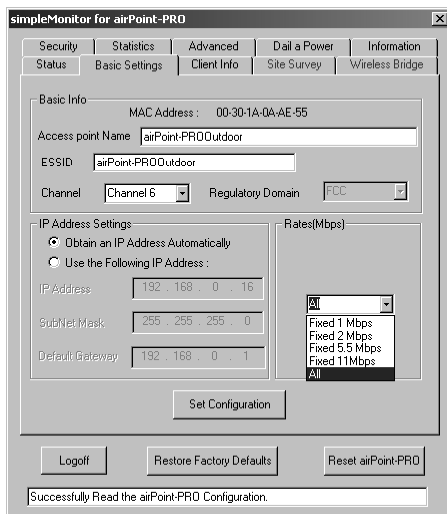 simpleMonitor for airPoint-PRO
Security Statistics Advanced Dail a Power Information
Status Basic Settings Client Info Site Survey Wireless Bridge
Basic Info
MAC Address : 00-30-1A-0A-AE-55
Access point Name airPoint-PROOutdoor
ESSID airPoint-PROOutdoor
Channel Channel 6 Regulatory Domain FCC
IP Address Settings
Obtain an IP Address Automatically
Use the Following IP Address :
IP Address 192 . 168 . 0 . 16
SubNet Mask 255 . 255 . 255 . 0
Default Gateway 192 . 168 . 0 . 1
Rates(Mbps)
All
Fixed 1 Mbps
Fixed 2 Mbps
Fixed 5.5 Mbps
Fixed 11Mbps
All
Set Configuration
Logoff Restore Factory Defaults Reset airPoint-PRO
Successfully Read the airPoint-PRO Configuration.